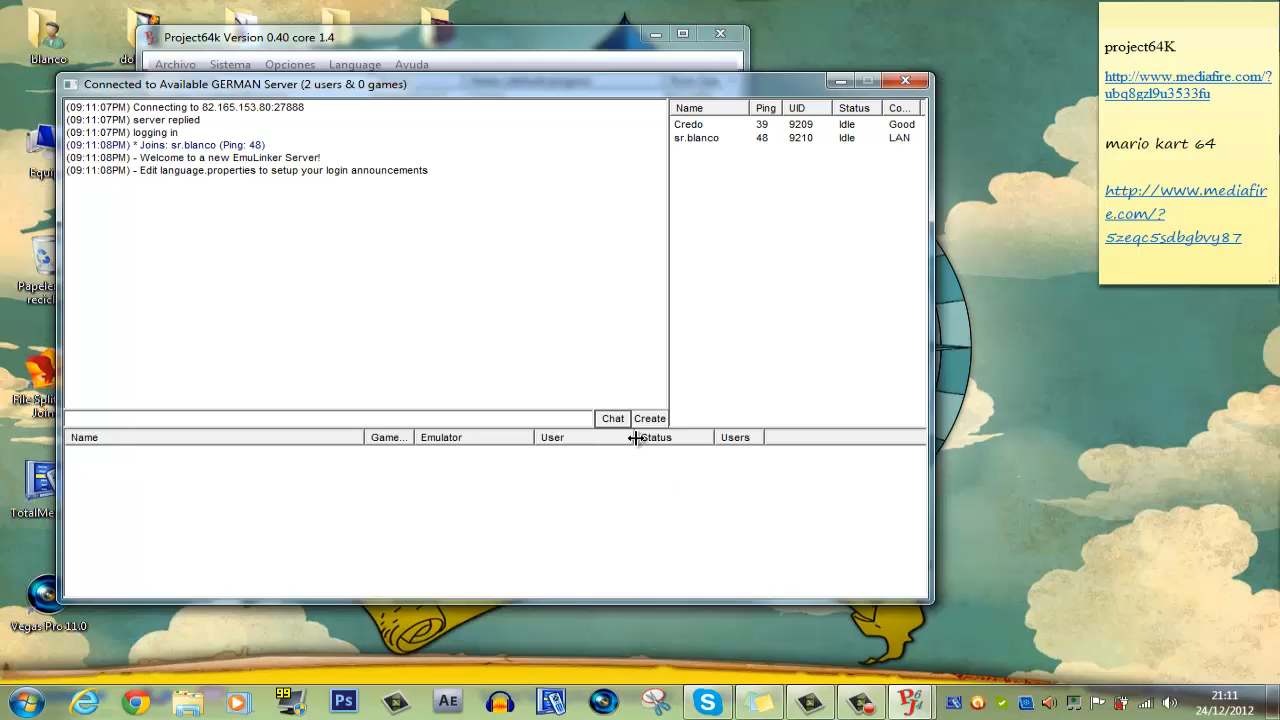 Blanco
Project64k Version 0.40 core 1.4
Archivo Sistema Opciones Language Ayuda
Connected to Available GERMAN Server (2 users & 0 games)
(09:11:07PM) Connecting to 82.165.153.80:27888
(09:11:07PM) server replied
(09:11:07PM) logging in
(09:11:08PM) * Joins: sr.blanco (Ping: 48)
(09:11:08PM) - Welcome to a new EmuLinker Server!
(09:11:08PM) - Edit language.properties to setup your login announcements
Name Ping UID Status Co...
Credo 39 9209 Idle Good
sr.blanco 48 9210 Idle LAN
Chat Create
Name Game... Emulator User Status Users
project64K
http://www.mediafire.com/?
ubq8gzl9u3533fu
mario kart 64
http://www.mediafir
e.com/?
5zeqc5sdbgbvy87
Equip
Papele
recicl
File Split
Join
TotalMe
Vegas Pro 11.0
99
Ps
AE
21:11
24/12/2012